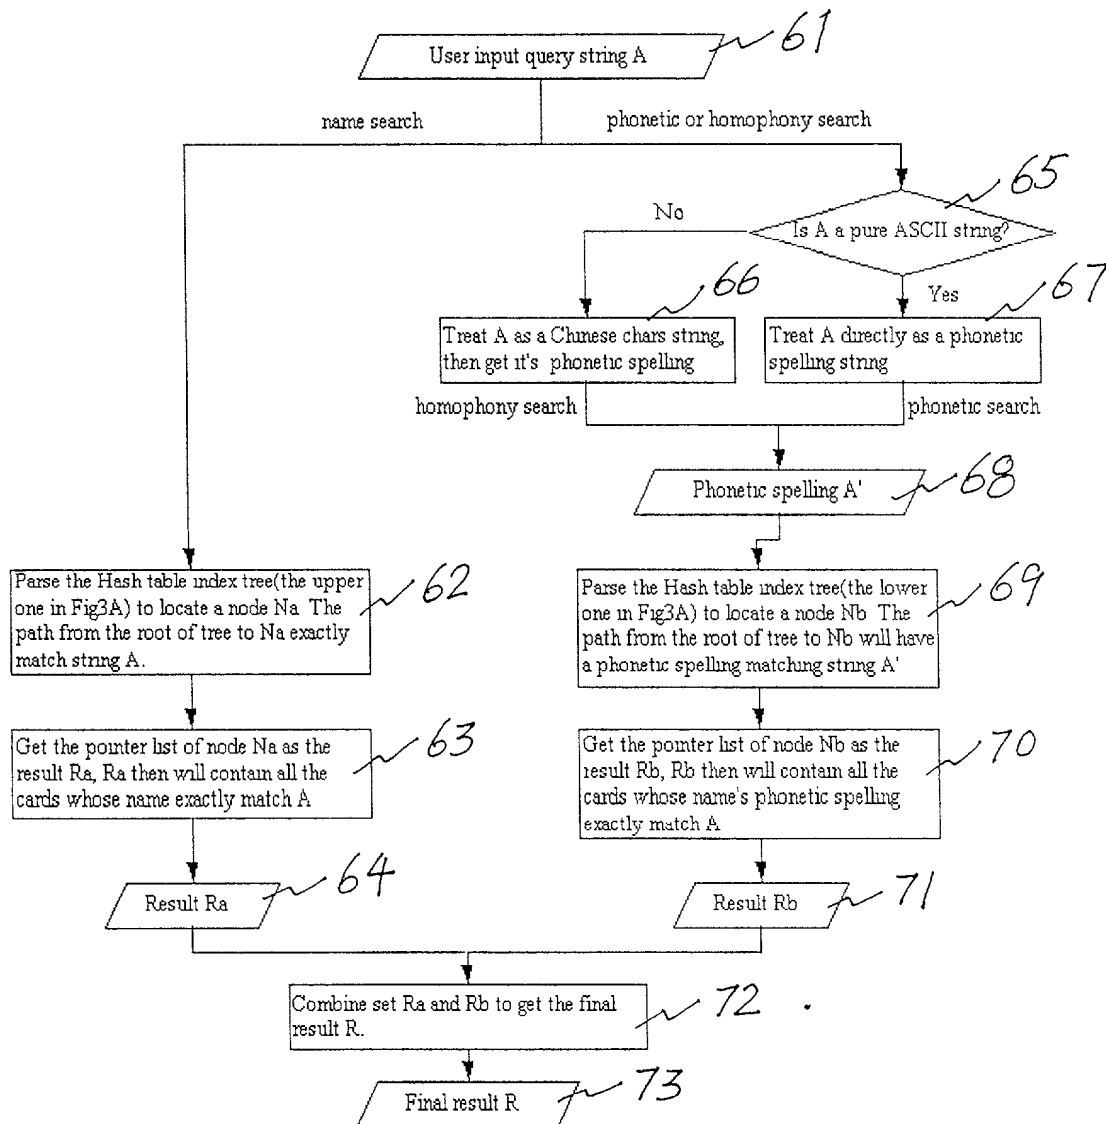 User input query string A
61
name search
phonetic or homophony search
65
No
Is A a pure ASCII string?
66
Yes
67
Treat A as a Chinese chars string,
then get it's phonetic spelling
Treat A directly as a phonetic
spelling string
homophony search
phonetic search
Phonetic spelling A'
68
Parse the Hash table index tree(the upper
one in Fig3A) to locate a node Na The
path from the root of tree to Na exactly
match string A.
62
Parse the Hash table index tree(the lower
one in Fig3A) to locate a node Nb The
path from the root of tree to Nb will have
a phonetic spelling matching string A'
69
Get the pointer list of node Na as the
result Ra, Ra then will contain all the
cards whose name exactly match A
63
Get the pointer list of node Nb as the
result Rb, Rb then will contain all the
cards whose name's phonetic spelling
exactly match A
70
Result Ra
64
Result Rb
71
Combine set Ra and Rb to get the final
result R.
72
Final result R
73